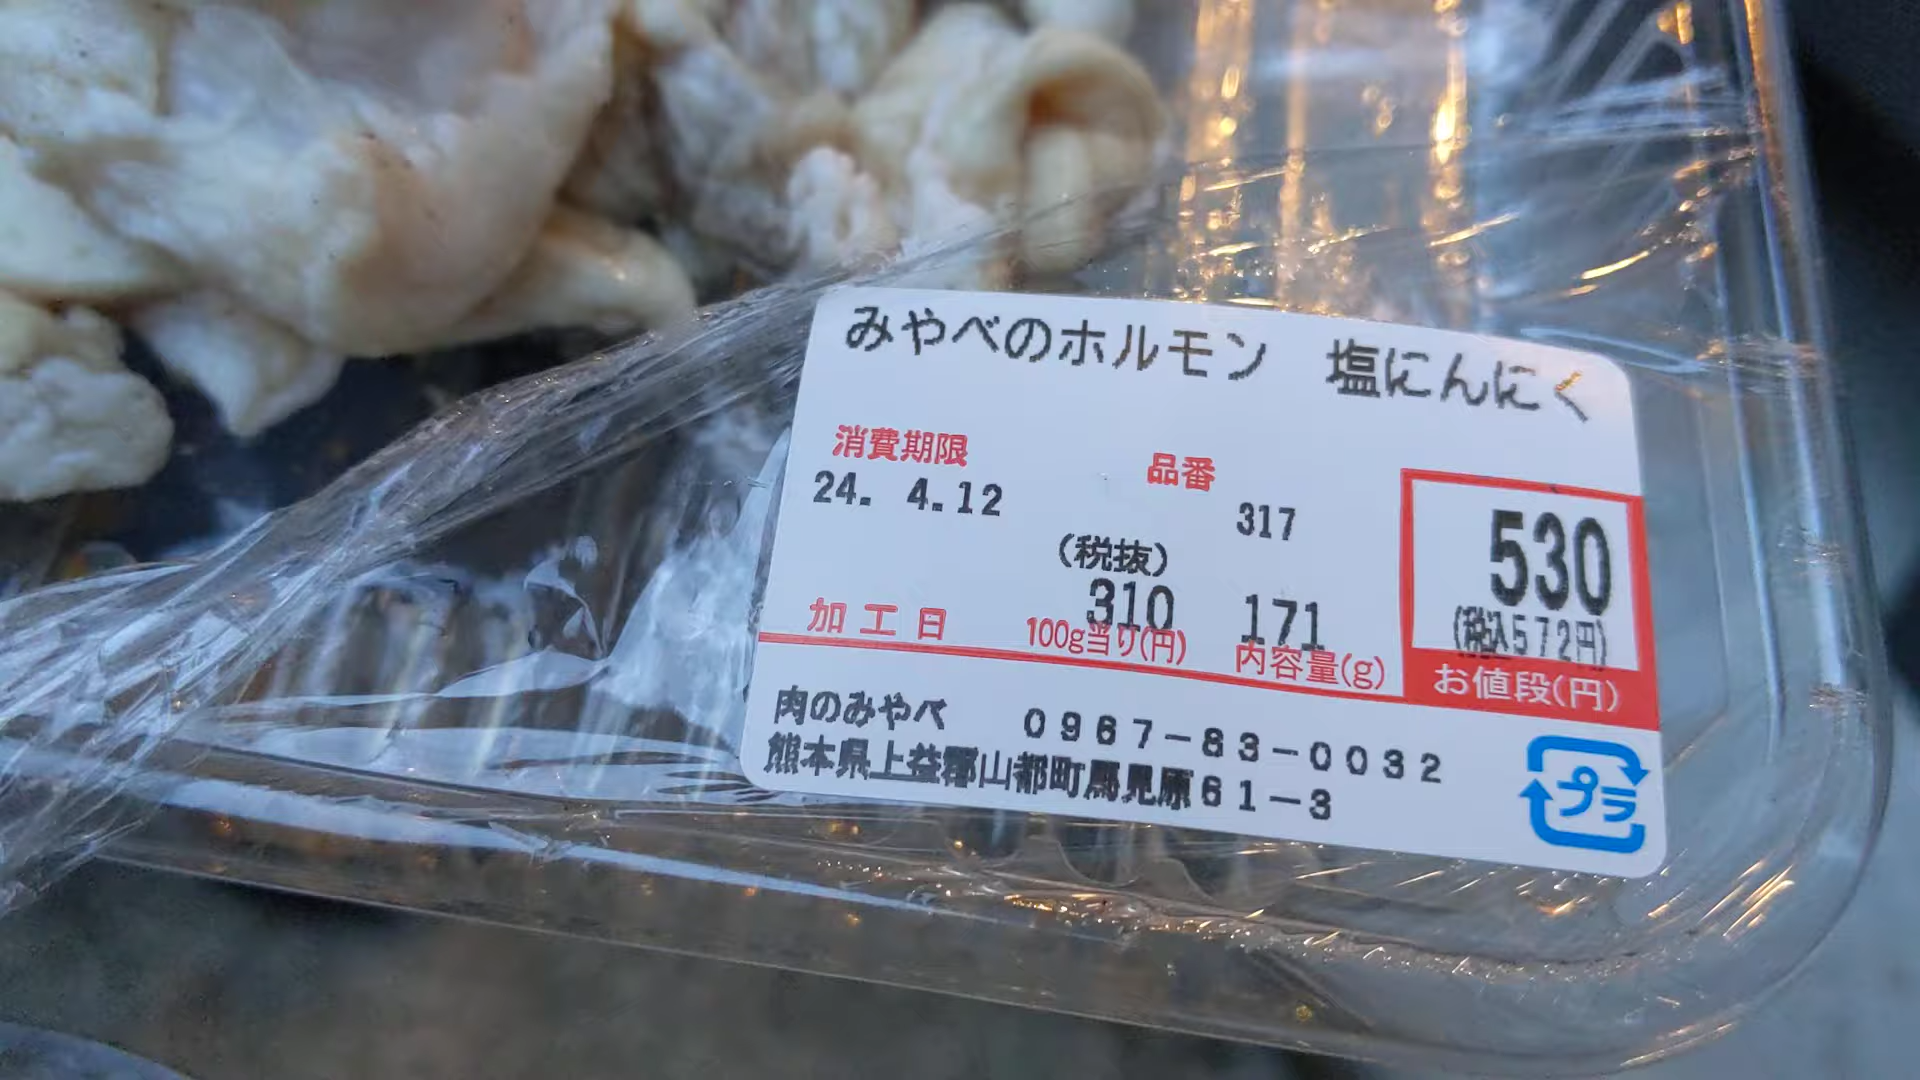 みやべのホルモン 塩にんにく
消費期限 品番
24. 4.12 317
(税抜)
310 171 530
(税込572円)
加工日 100g当り(円) 内容量(g) お値段(円)
肉のみやべ 0967-83-0032
熊本県上益郡山都町馬見原61-3
プラ